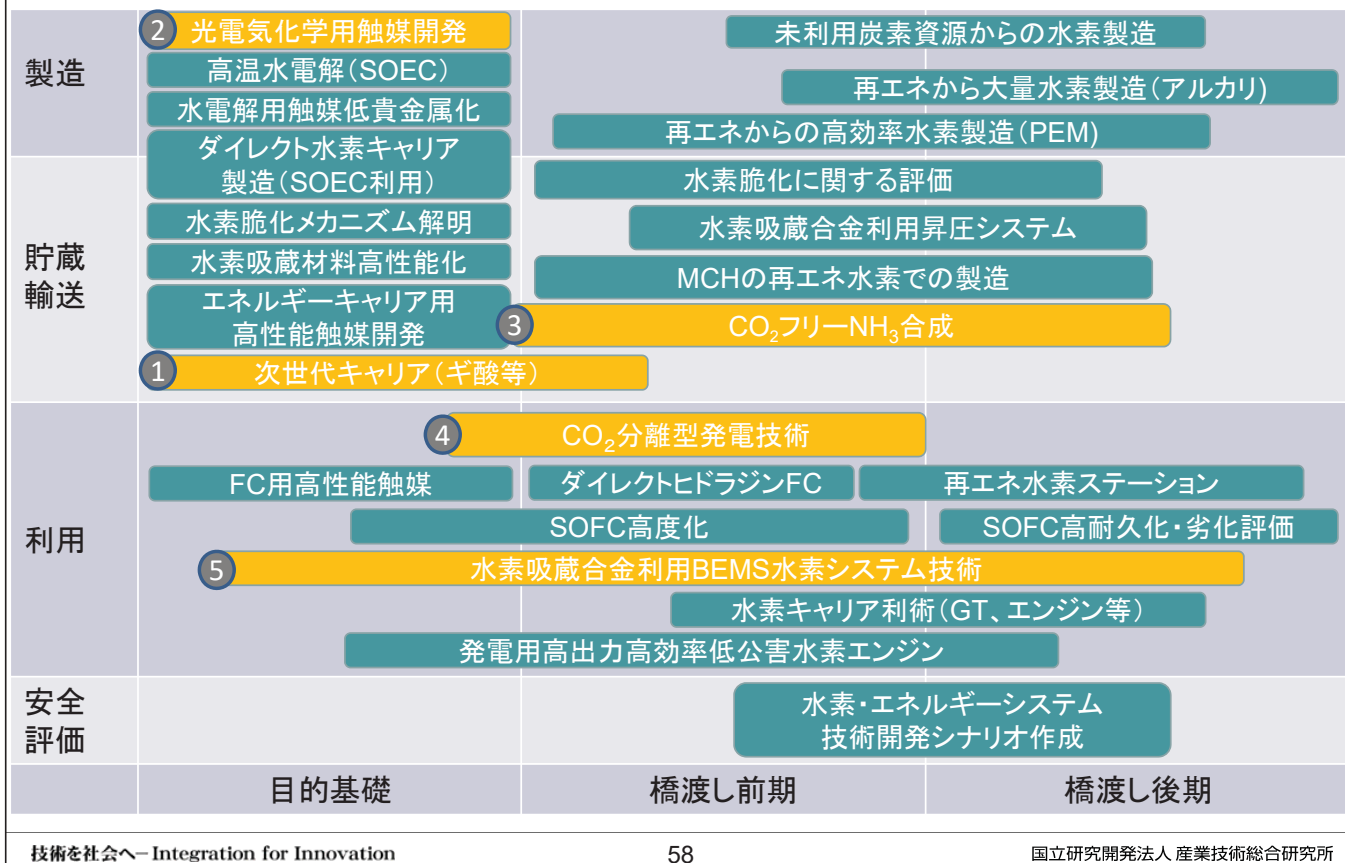 製造
② 光電気化学用触媒開発
高温水電解（SOEC）
水電解用触媒低貴金属化
ダイレクト水素キャリア
製造（SOEC利用）
未利用炭素資源からの水素製造
再エネから大量水素製造（アルカリ）
再エネからの高効率水素製造（PEM）
貯蔵
輸送
水素脆化メカニズム解明
水素吸蔵材料高性能化
エネルギーキャリア用
高性能触媒開発
① 次世代キャリア（ギ酸等）
水素脆化に関する評価
水素吸蔵合金利用昇圧システム
MCHの再エネ水素での製造
③ CO₂フリーNH₃合成
利用
④ CO₂分離型発電技術
FC用高性能触媒
ダイレクトヒドラジンFC
再エネ水素ステーション
SOFC高度化
SOFC高耐久化・劣化評価
⑤ 水素吸蔵合金利用BEMS水素システム技術
水素キャリア利術（GT、エンジン等）
発電用高出力高効率低公害水素エンジン
安全
評価
水素・エネルギーシステム
技術開発シナリオ作成
目的基礎
橋渡し前期
橋渡し後期
技術を社会へ－Integration for Innovation
58
国立研究開発法人 産業技術総合研究所